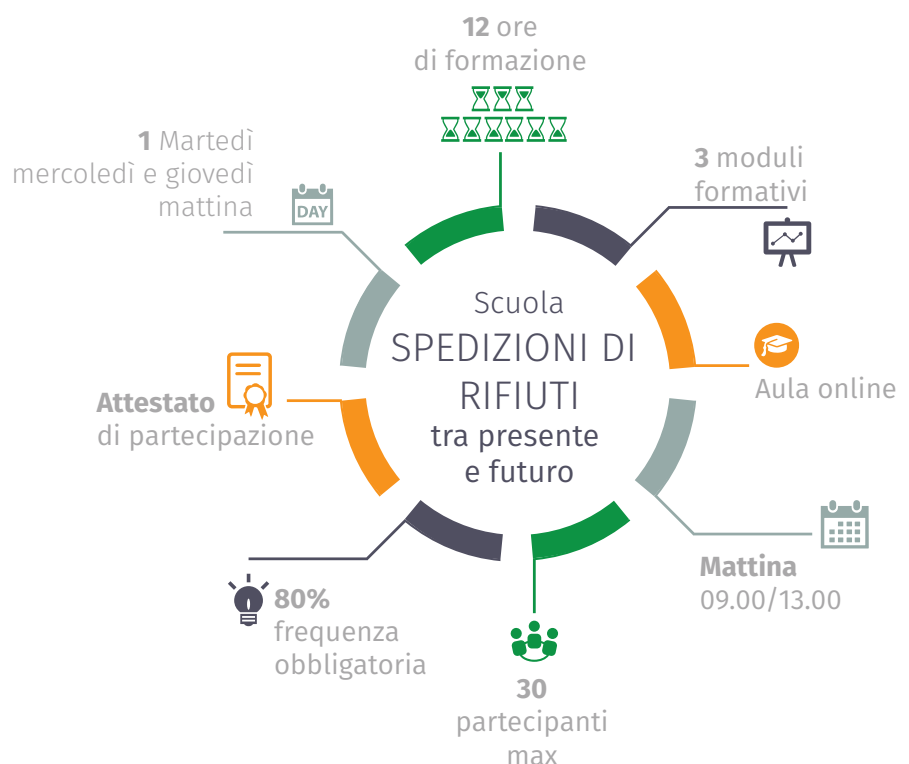 12 ore
di formazione
1 Martedì
mercoledì e giovedì
mattina
DAY
3 moduli
formativi
Scuola
SPEDIZIONI DI
RIFIUTI
tra presente
e futuro
Aula online
Attestato
di partecipazione
Mattina
09.00/13.00
80%
frequenza
obbligatoria
30
partecipanti
max